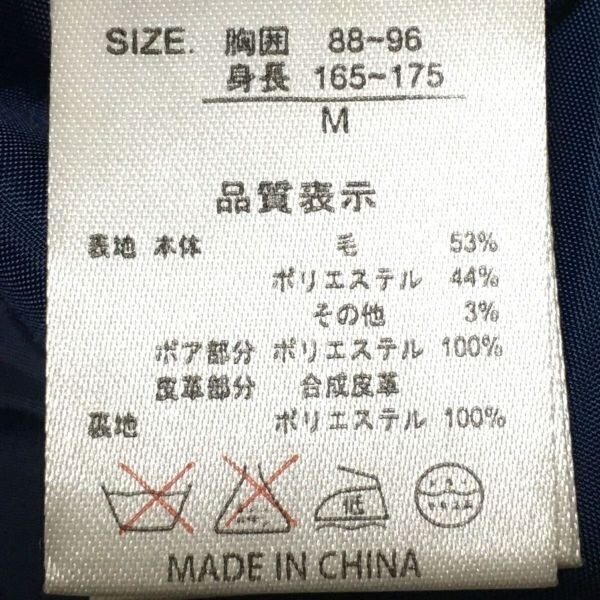 SIZE. 胸囲 88~96
身長 165~175
M
品質表示
表地 本体 毛 53%
ポリエステル 44%
その他 3%
ボア部分 ポリエステル 100%
皮革部分 合成皮革
裏地 ポリエステル 100%
低
MADE IN CHINA